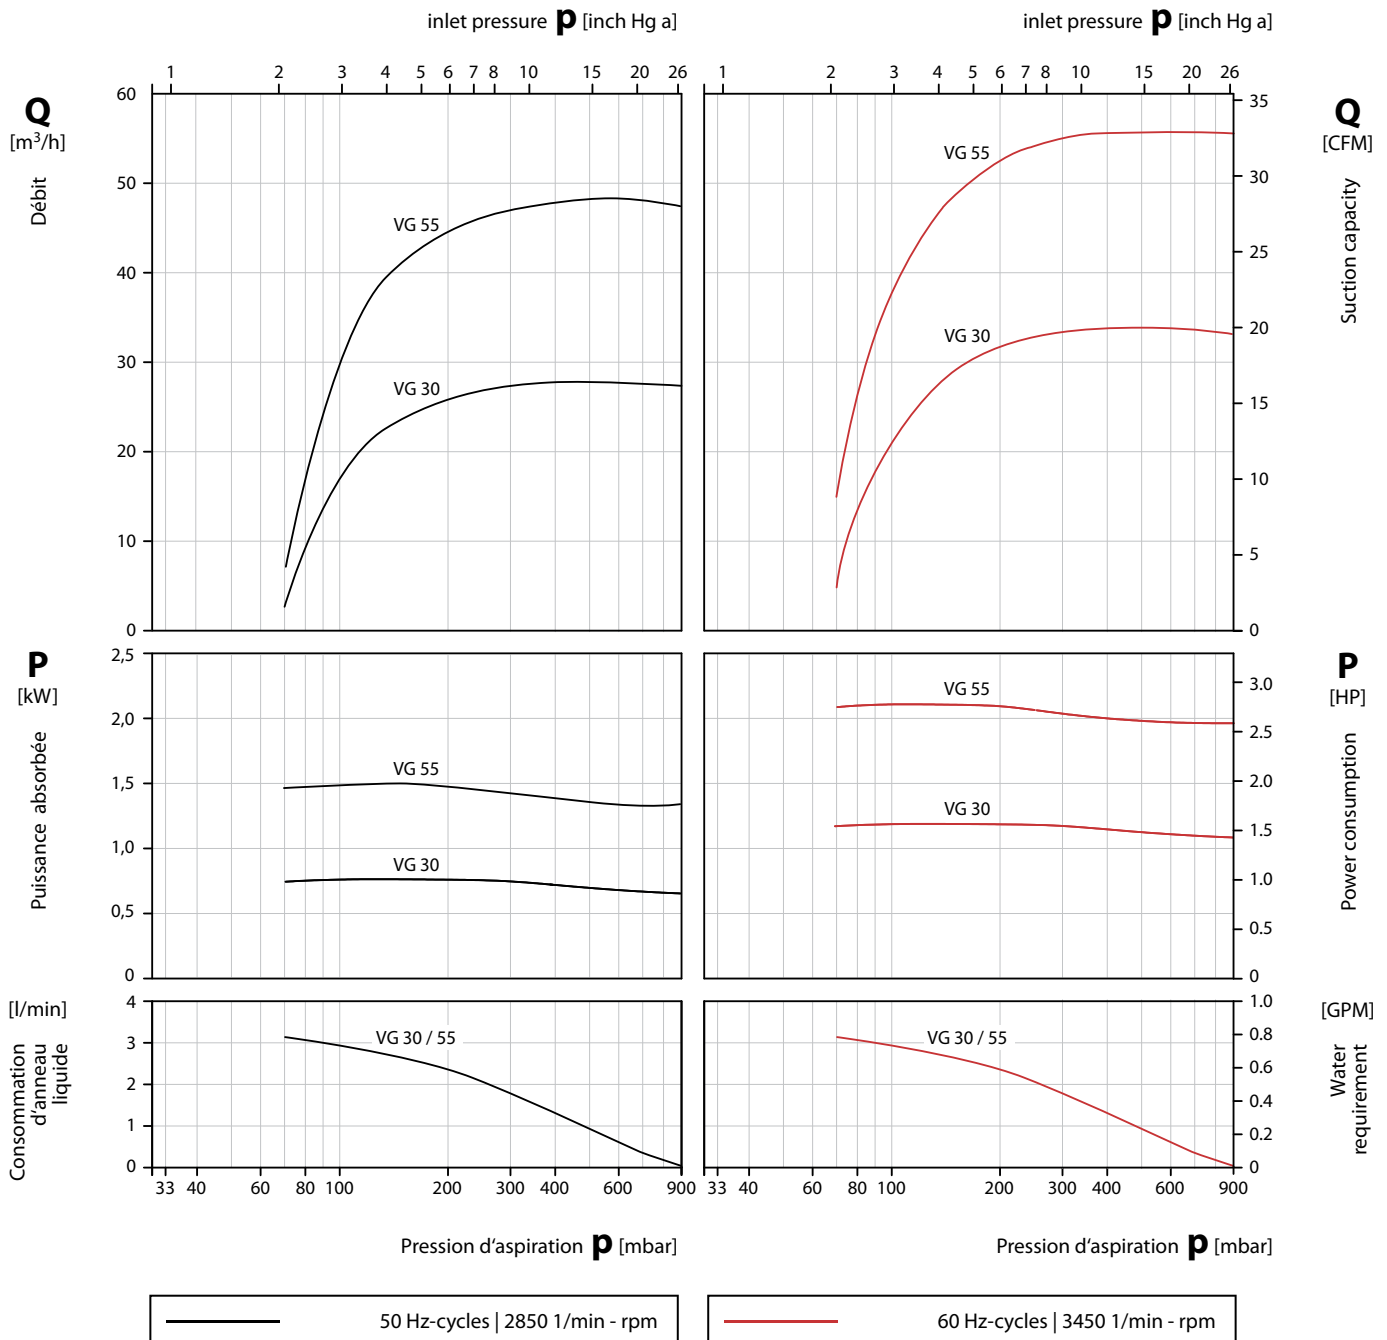 inlet pressure p [inch Hg a]
inlet pressure p [inch Hg a]
1 2 3 4 5 6 7 8 10 15 20 26
1 2 3 4 5 6 7 8 10 15 20 26
Q
[m³/h]
Débit
60
50
40
30
20
10
0
VG 55
VG 30
VG 55
VG 30
35
30
25
20
15
10
5
0
Q
[CFM]
Suction capacity
P
[kW]
Puissance absorbée
2,5
2,0
1,5
1,0
0,5
0
VG 55
VG 30
VG 55
VG 30
3.0
2.5
2.0
1.5
1.0
0.5
0
P
[HP]
Power consumption
[l/min]
Consommation
d'anneau
liquide
4
3
2
1
0
VG 30 / 55
VG 30 / 55
1.0
0.8
0.6
0.4
0.2
0
[GPM]
Water
requirement
33 40 60 80 100 200 300 400 600 900
33 40 60 80 100 200 300 400 600 900
Pression d'aspiration p [mbar]
Pression d'aspiration p [mbar]
50 Hz-cycles | 2850 1/min - rpm
60 Hz-cycles | 3450 1/min - rpm